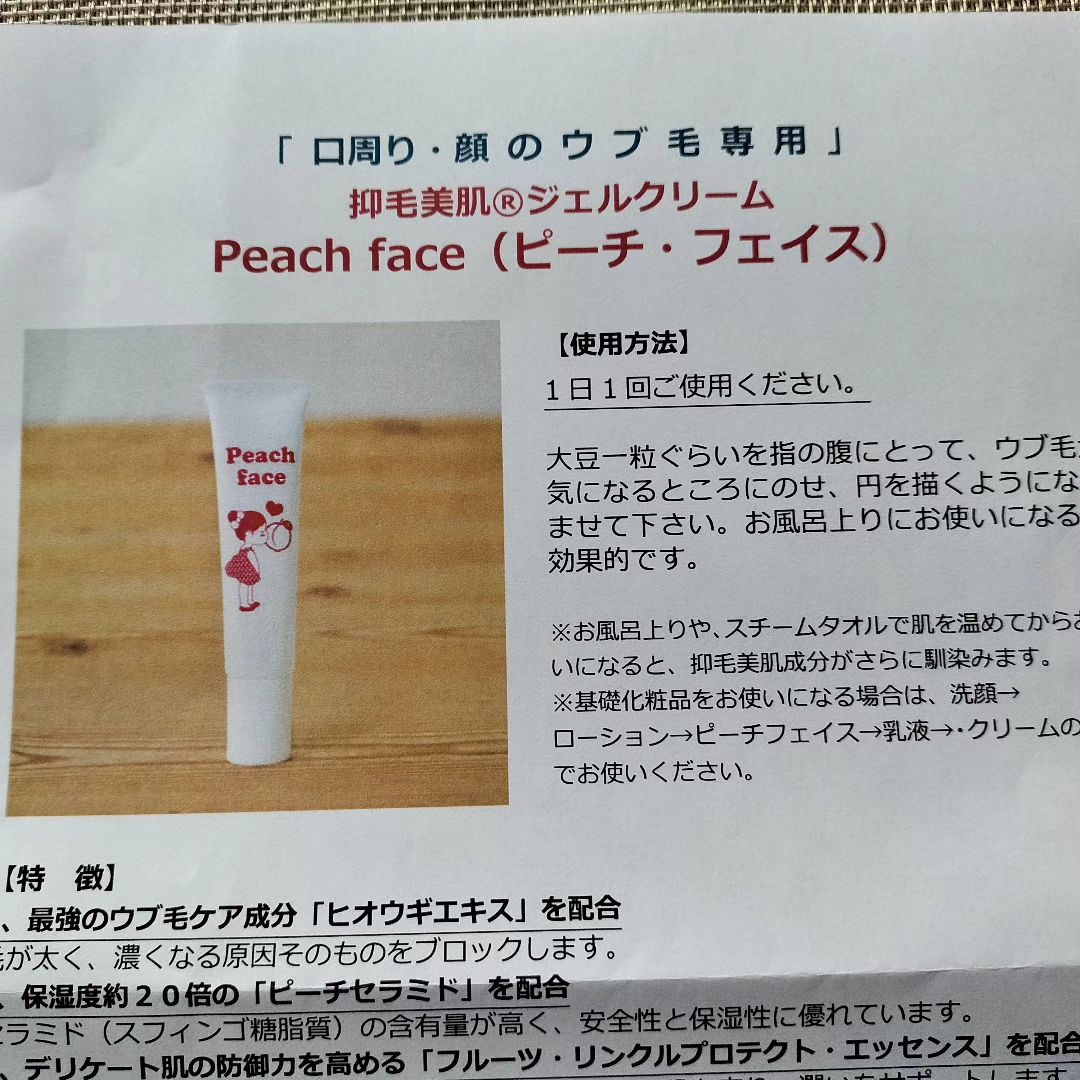 「口周り・顔のウブ毛専用」
抑毛美肌®ジェルクリーム
Peach face（ピーチ・フェイス）
Peach
face
【使用方法】
1日1回ご使用ください。
大豆一粒ぐらいを指の腹にとって、ウブ毛
気になるところにのせ、円を描くようにな
ませて下さい。お風呂上りにお使いになる
効果的です。
※お風呂上りや、スチームタオルで肌を温めてから
いになると、抑毛美肌成分がさらに馴染みます。
※基礎化粧品をお使いになる場合は、洗顔→
ローション→ピーチフェイス→乳液→・クリームの
でお使いください。
【特　徴】
、最強のウブ毛ケア成分「ヒオウギエキス」を配合
が太く、濃くなる原因そのものをブロックします。
、保湿度約２０倍の「ピーチセラミド」を配合
セラミド（スフィンゴ糖脂質）の含有量が高く、安全性と保湿性に優れています。
、デリケート肌の防御力を高める「フルーツ・リンクルプロテクト・エッセンス」を配合